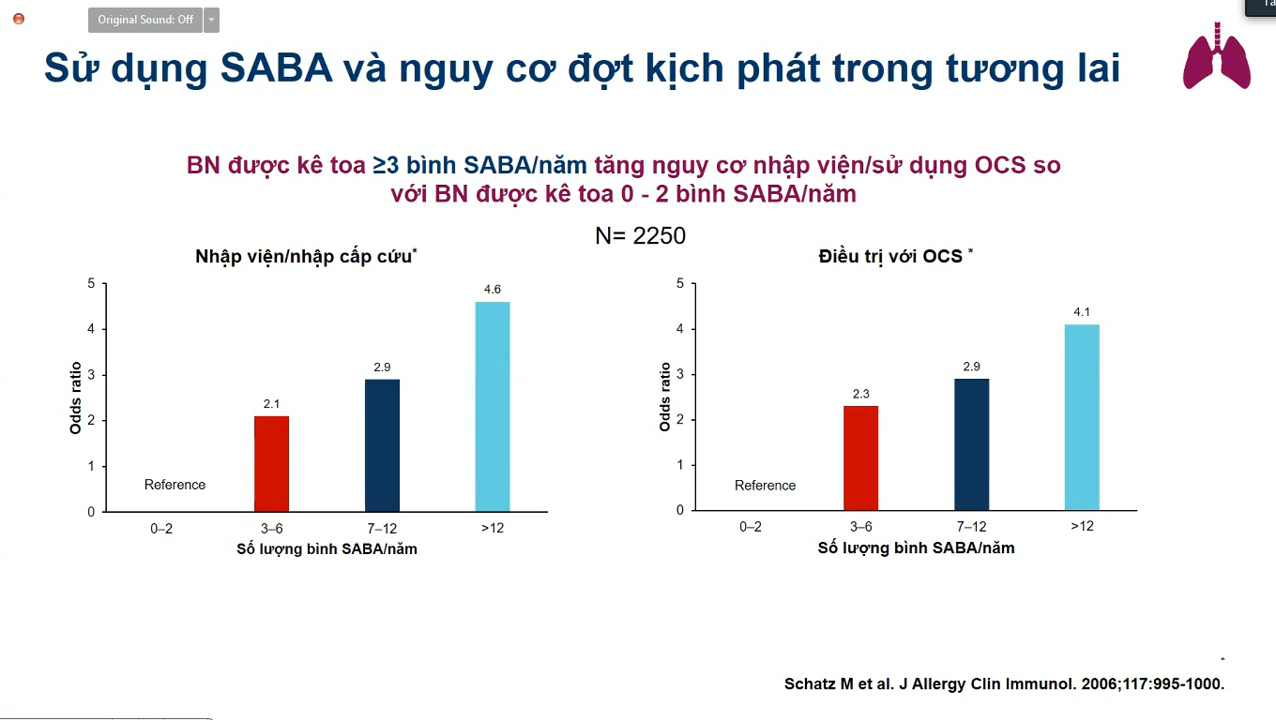 Original Sound: Off
Sử dụng SABA và nguy cơ đợt kịch phát trong tương lai
BN được kê toa ≥3 bình SABA/năm tăng nguy cơ nhập viện/sử dụng OCS so
với BN được kê toa 0 - 2 bình SABA/năm
N= 2250
Nhập viện/nhập cấp cứu*
Odds ratio
5
4
3
2
1
0
4.6
2.9
2.1
Reference
0–2
3–6
7–12
>12
Số lượng bình SABA/năm
Điều trị với OCS *
Odds ratio
5
4
3
2
1
0
4.1
2.9
2.3
Reference
0–2
3–6
7–12
>12
Số lượng bình SABA/năm
Schatz M et al. J Allergy Clin Immunol. 2006;117:995-1000.